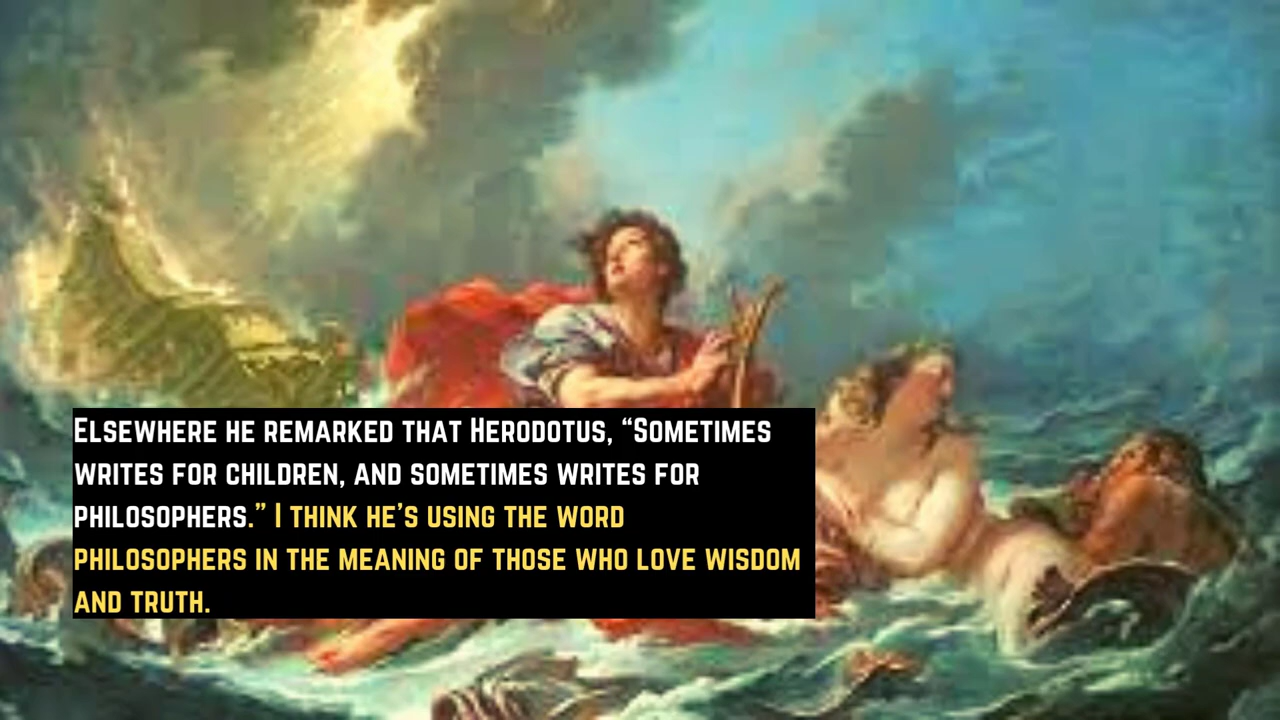 Elsewhere he remarked that Herodotus, “Sometimes
writes for children, and sometimes writes for
philosophers.” I think he’s using the word
philosophers in the meaning of those who love wisdom
and truth.